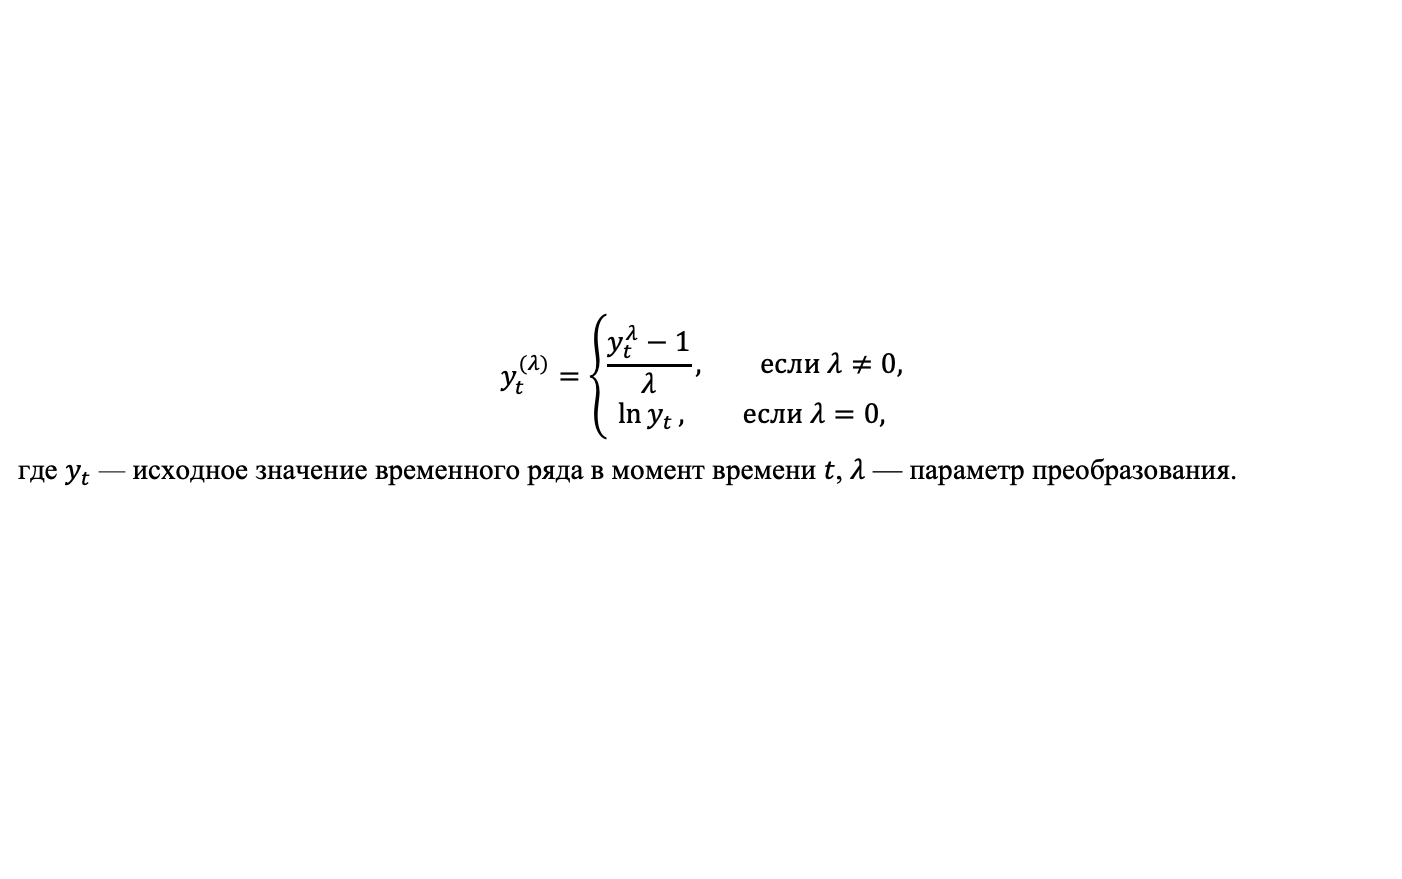 y_t^{(λ)} = { (y_t^λ − 1)/λ, если λ ≠ 0,
ln y_t , если λ = 0,
где y_t — исходное значение временного ряда в момент времени t, λ — параметр преобразования.